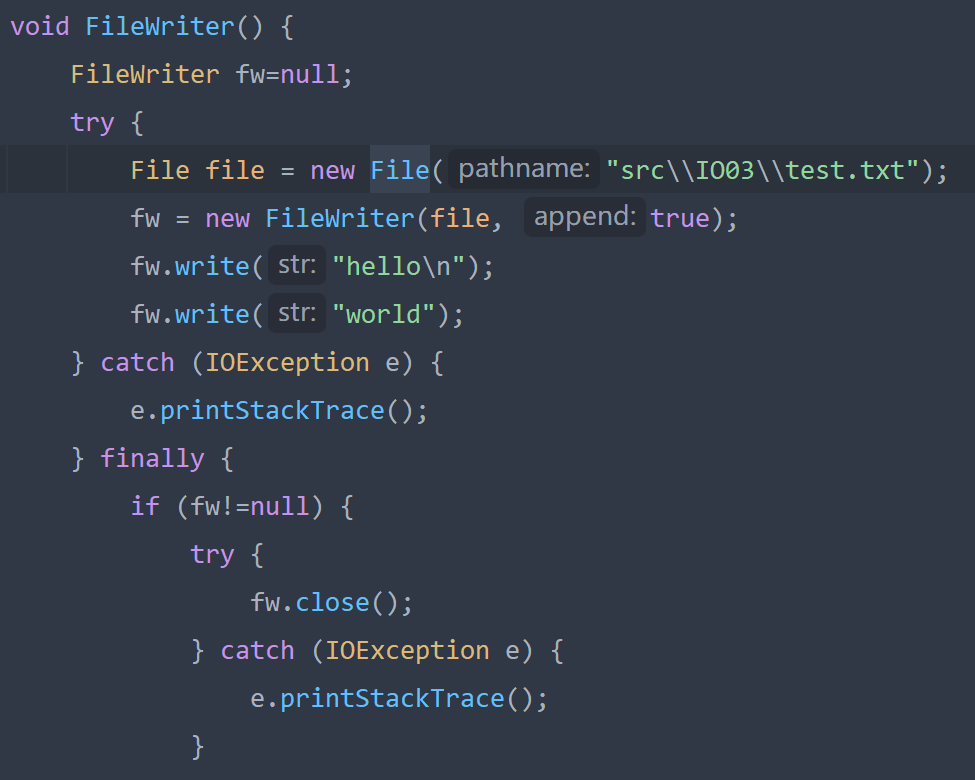 void FileWriter() {
    FileWriter fw=null;
    try {
        File file = new File( pathname: "src\\IO03\\test.txt");
        fw = new FileWriter(file,  append: true);
        fw.write( str: "hello\n");
        fw.write( str: "world");
    } catch (IOException e) {
        e.printStackTrace();
    } finally {
        if (fw!=null) {
            try {
                fw.close();
            } catch (IOException e) {
                e.printStackTrace();
            }